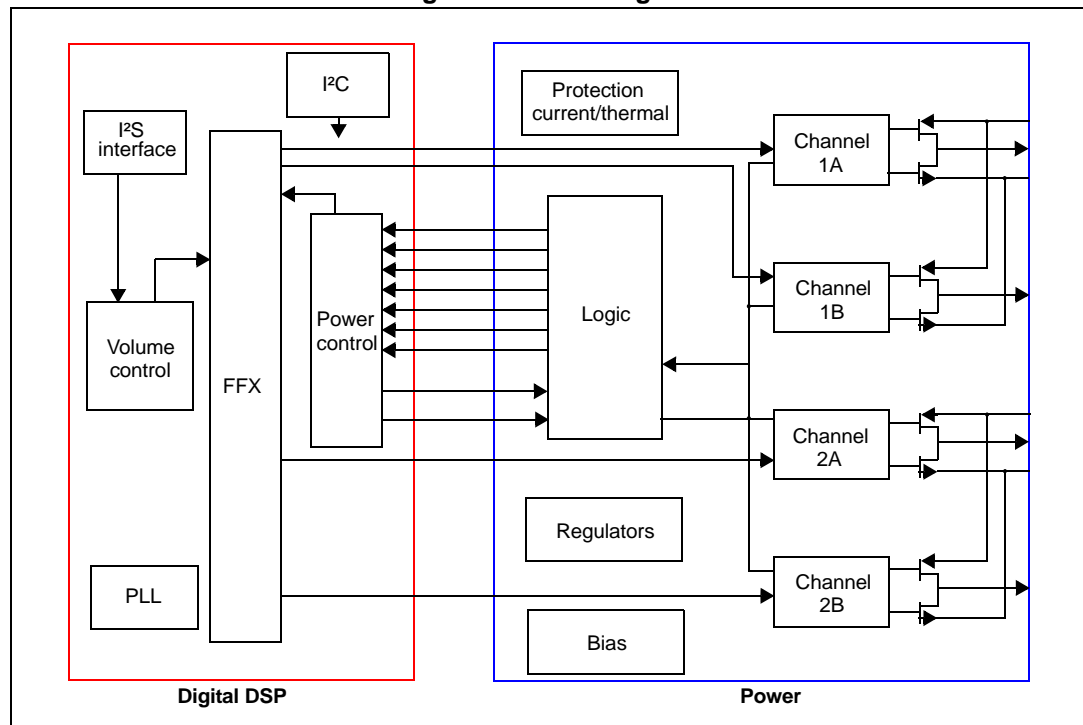 I²C
I²S
interface
Volume
control
FFX
Power
control
PLL
Digital DSP
Protection
current/thermal
Logic
Regulators
Bias
Channel
1A
Channel
1B
Channel
2A
Channel
2B
Power